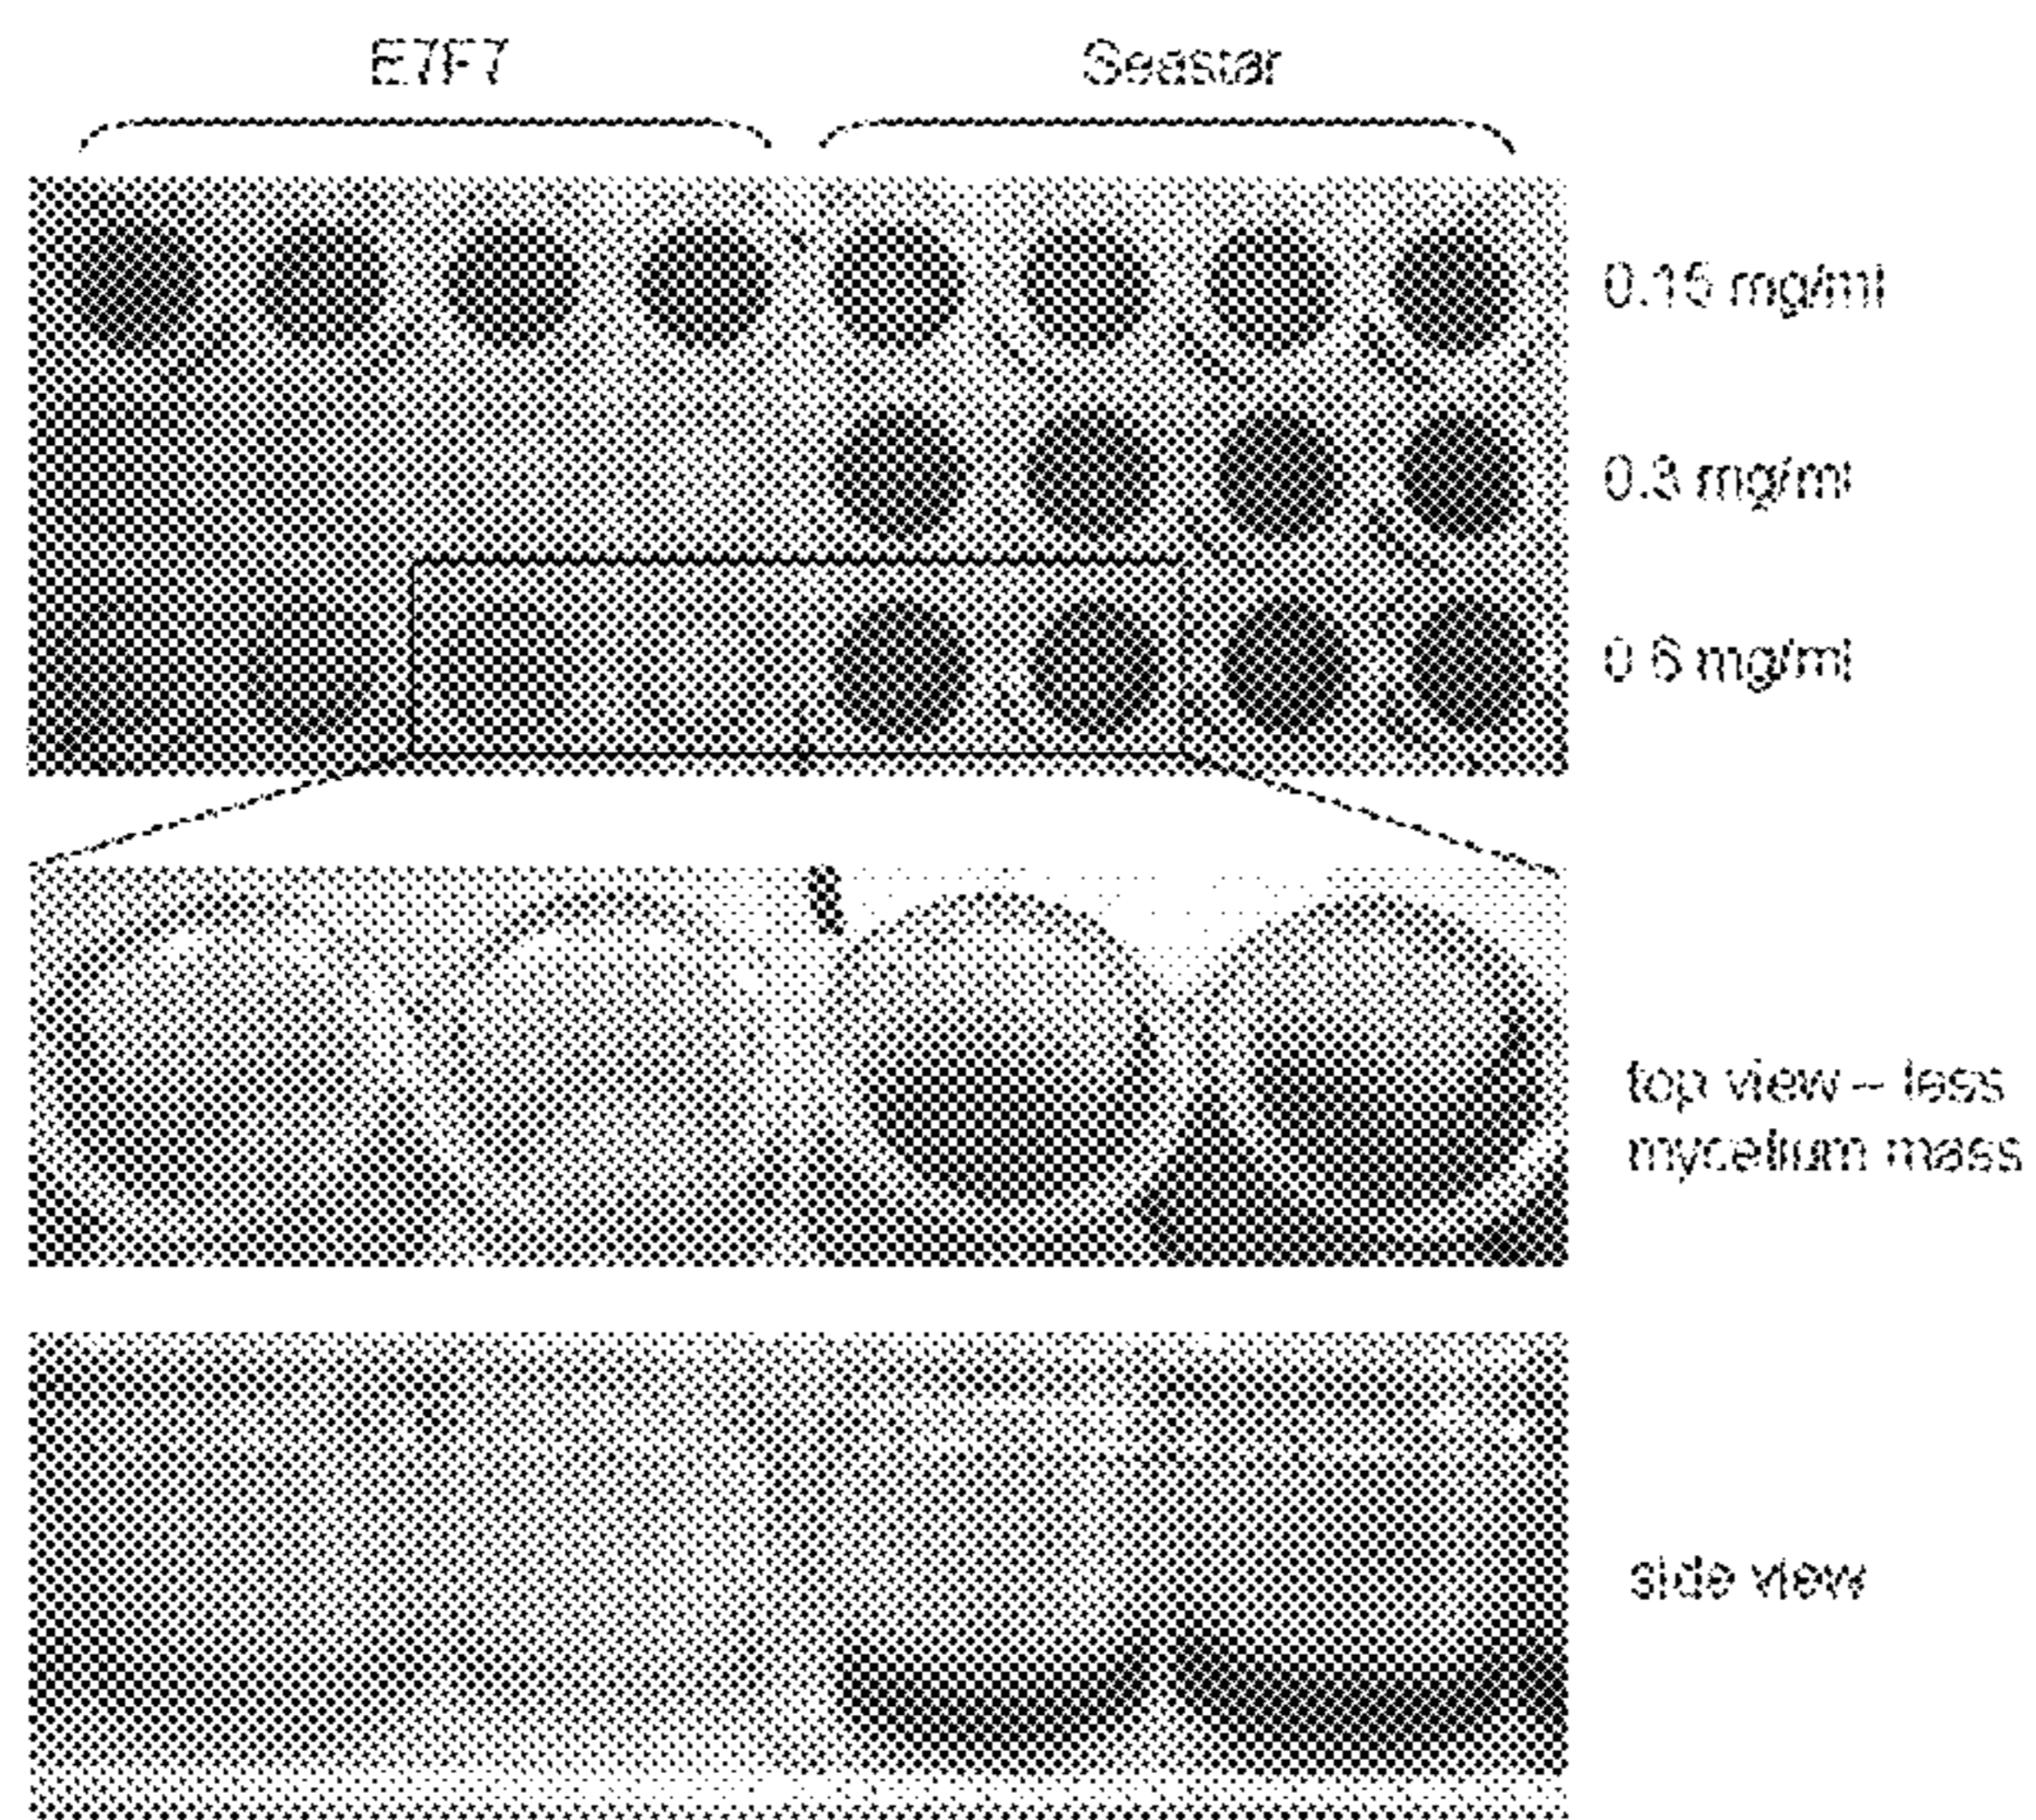 E7F7
Seastar
0.15 mg/ml
0.3 mg/ml
0.6 mg/ml
top view – less
mycelium mass
side view